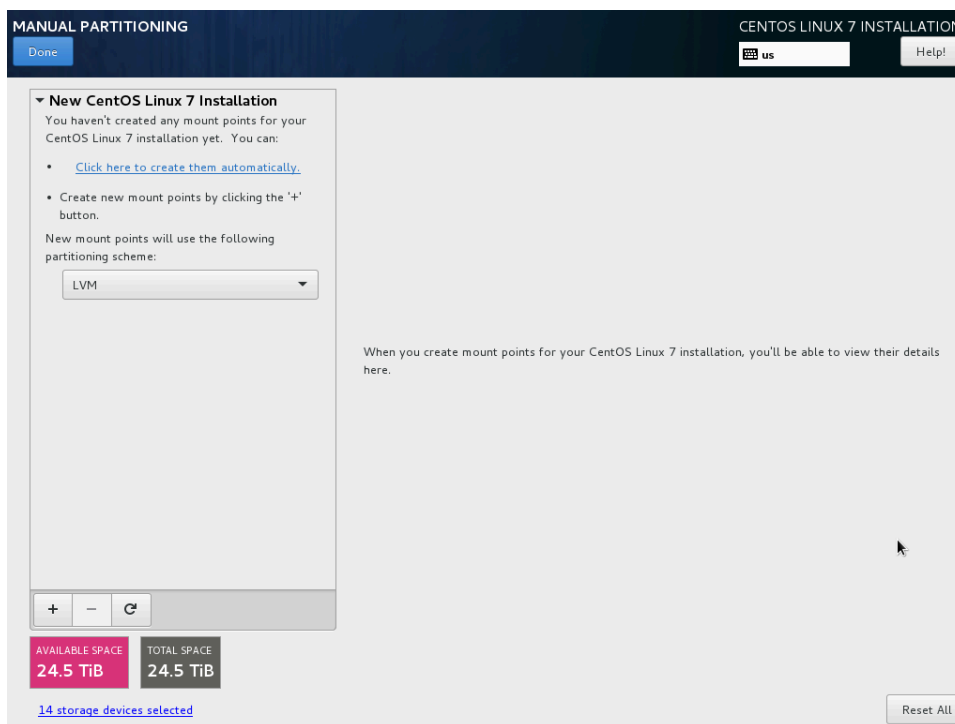 MANUAL PARTITIONING
CENTOS LINUX 7 INSTALLATION
Done
us
Help!
New CentOS Linux 7 Installation
You haven't created any mount points for your
CentOS Linux 7 installation yet. You can:
• Click here to create them automatically.
• Create new mount points by clicking the '+'
button.
New mount points will use the following
partitioning scheme:
LVM
When you create mount points for your CentOS Linux 7 installation, you'll be able to view their details
here.
+ −
AVAILABLE SPACE
24.5 TiB
TOTAL SPACE
24.5 TiB
14 storage devices selected
Reset All